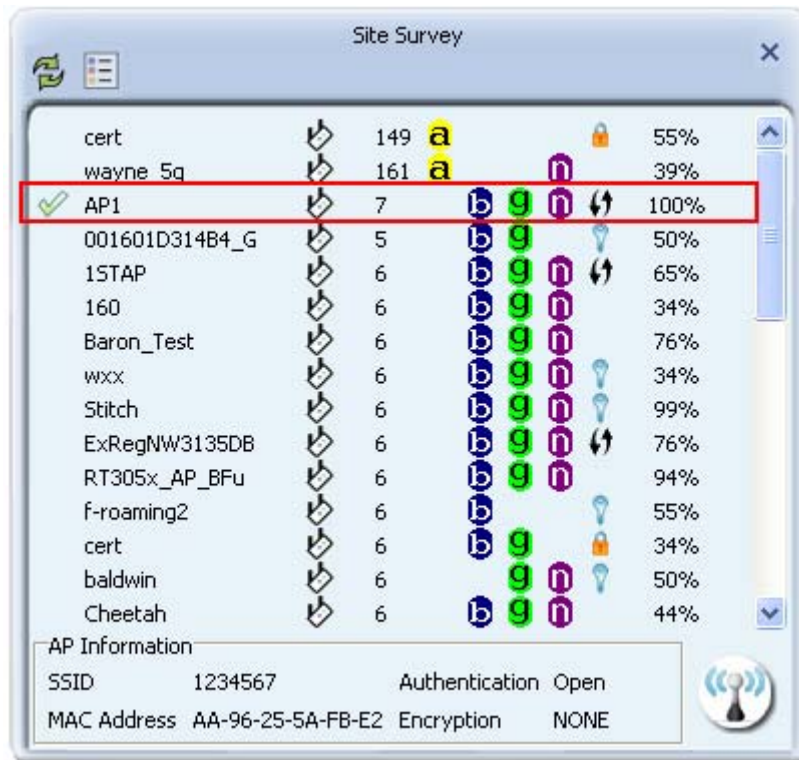 Site Survey
cert 149 a 55%
wayne_5g 161 a n 39%
AP1 7 b g n 100%
001601D314B4_G 5 b g 50%
1STAP 6 b g n 65%
160 6 b g n 34%
Baron_Test 6 b g n 76%
wxx 6 b g n 34%
Stitch 6 b g n 99%
ExRegNW3135DB 6 b g n 76%
RT305x_AP_BFu 6 b g n 94%
f-roaming2 6 b 55%
cert 6 b g 34%
baldwin 6 g n 50%
Cheetah 6 b g n 44%
AP Information
SSID 1234567 Authentication Open
MAC Address AA-96-25-5A-FB-E2 Encryption NONE